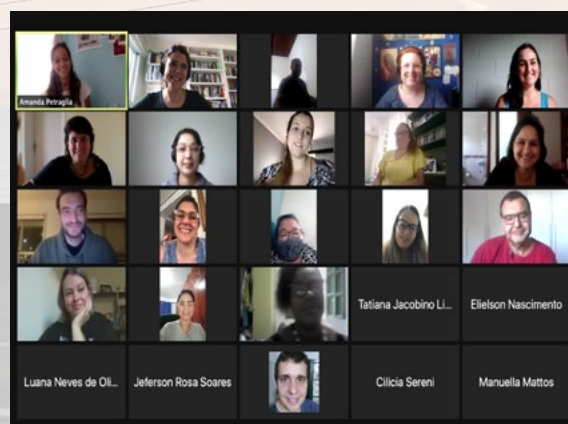 Amanda Petraglia
Tatiana Jacobino Li...
Elielson Nascimento
Luana Neves de Oli...
Jeferson Rosa Soares
Cilicia Sereni
Manuella Mattos